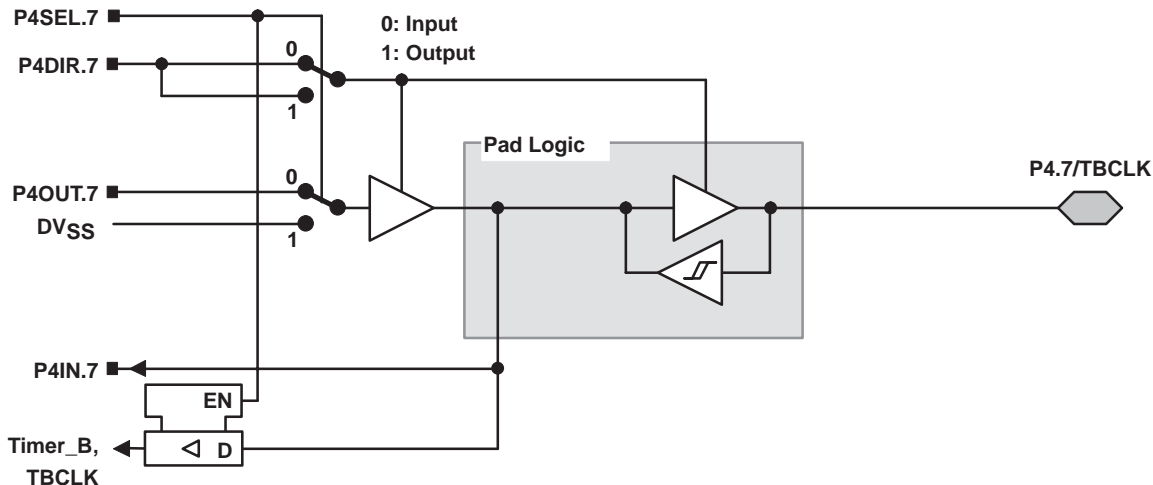 P4SEL.7
0: Input
1: Output
P4DIR.7
0
1
Pad Logic
P4.7/TBCLK
P4OUT.7
0
DVSS
1
P4IN.7
EN
Timer_B,
TBCLK
D